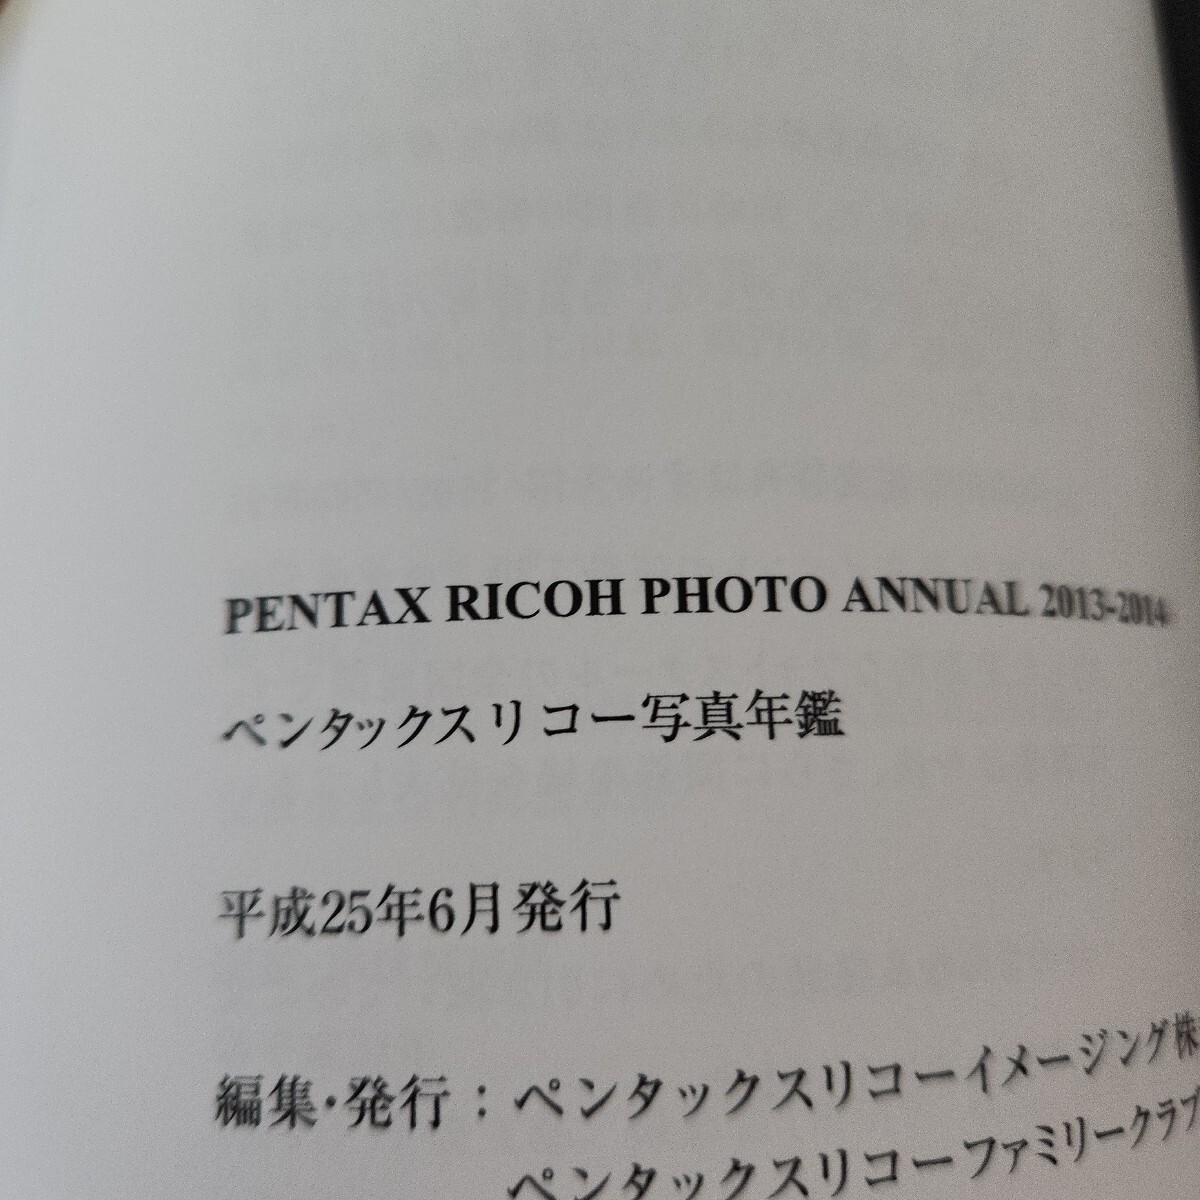 PENTAX RICOH PHOTO ANNUAL 2013-2014
ペンタックスリコー写真年鑑
平成25年6月発行
編集・発行：ペンタックスリコーイメージング株
ペンタックスリコーファミリークラブ